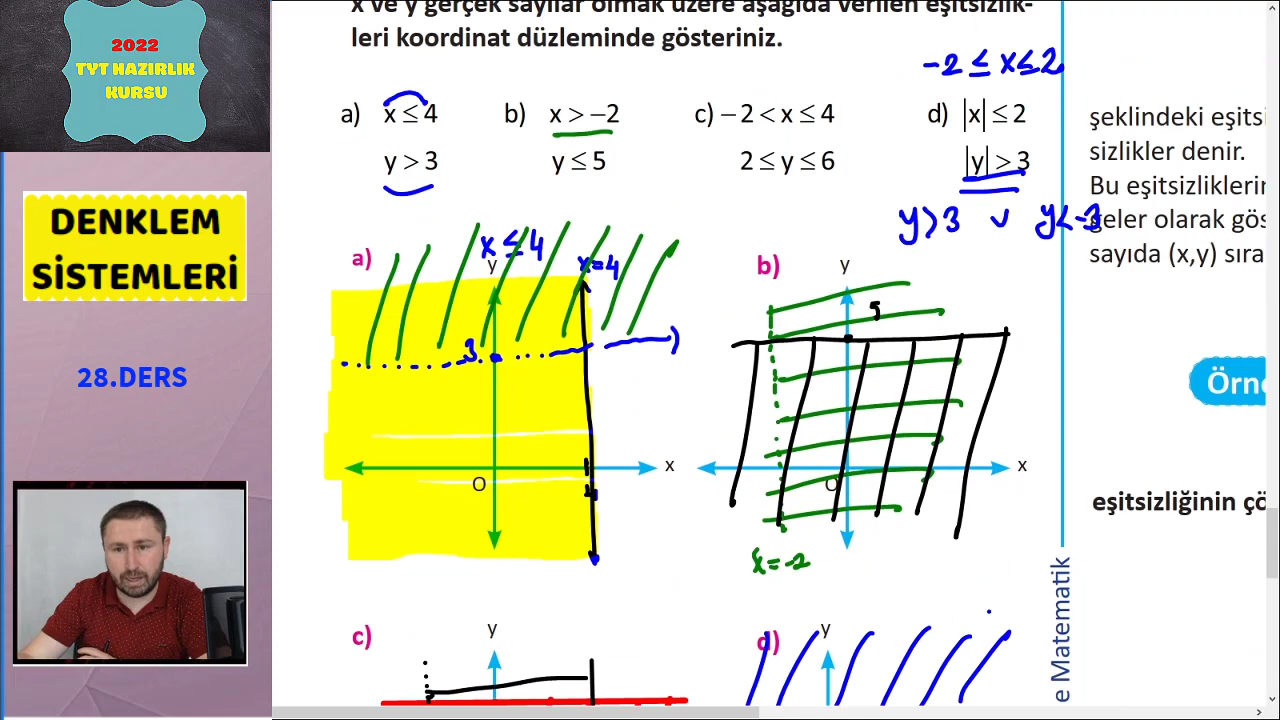 2022
TYT HAZIRLIK
KURSU
DENKLEM
SİSTEMLERİ
28.DERS
x ve y gerçek sayılar olmak üzere aşağıda verilen eşitsizlik-
leri koordinat düzleminde gösteriniz.
-2 ≤ x ≤ 2
a) x ≤ 4 b) x > −2 c) −2 < x ≤ 4 d) |x| ≤ 2
y > 3 y ≤ 5 2 ≤ y ≤ 6 |y| > 3
y > 3 v y < -3
a) x ≤ 4 y x=4
3
O x
4
b) y
5
O x
x=-2
c) y
d) y
şeklindeki eşitsi
sizlikler denir.
Bu eşitsizliklerin
geler olarak gös
sayıda (x,y) sıra
Örne
eşitsizliğinin çö
e Matematik